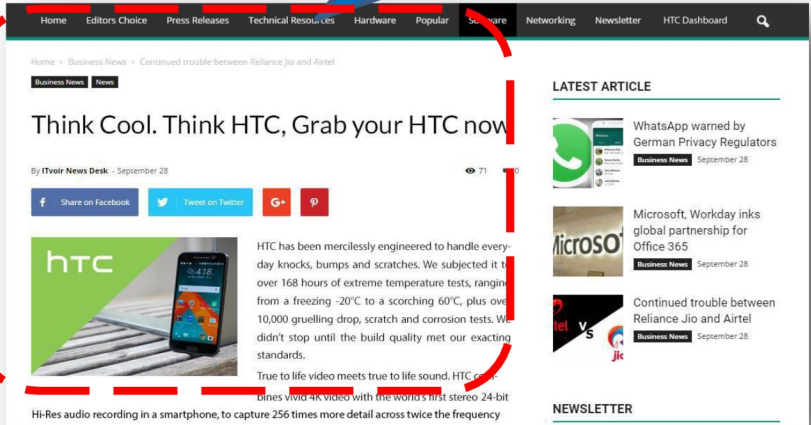 Home Editors Choice Press Releases Technical Resources Hardware Popular Software Networking Newsletter HTC Dashboard
Home › Business News › Continued trouble between Reliance Jio and Airtel
Business News News
Think Cool. Think HTC, Grab your HTC now
By ITvoir News Desk - September 28
71
0
Share on Facebook
Tweet on Twitter
G+
hTC
HTC has been mercilessly engineered to handle every-
day knocks, bumps and scratches. We subjected it to
over 168 hours of extreme temperature tests, ranging
from a freezing -20°C to a scorching 60°C, plus over
10,000 gruelling drop, scratch and corrosion tests. We
didn't stop until the build quality met our exacting
standards.
True to life video meets true to life sound. HTC com-
bines vivid 4K video with the world's first stereo 24-bit
Hi-Res audio recording in a smartphone, to capture 256 times more detail across twice the frequency
LATEST ARTICLE
WhatsApp warned by
German Privacy Regulators
Business News September 28
Microso
Microsoft, Workday inks
global partnership for
Office 365
Business News September 28
tel
V
S
Jio
Continued trouble between
Reliance Jio and Airtel
Business News September 28
NEWSLETTER